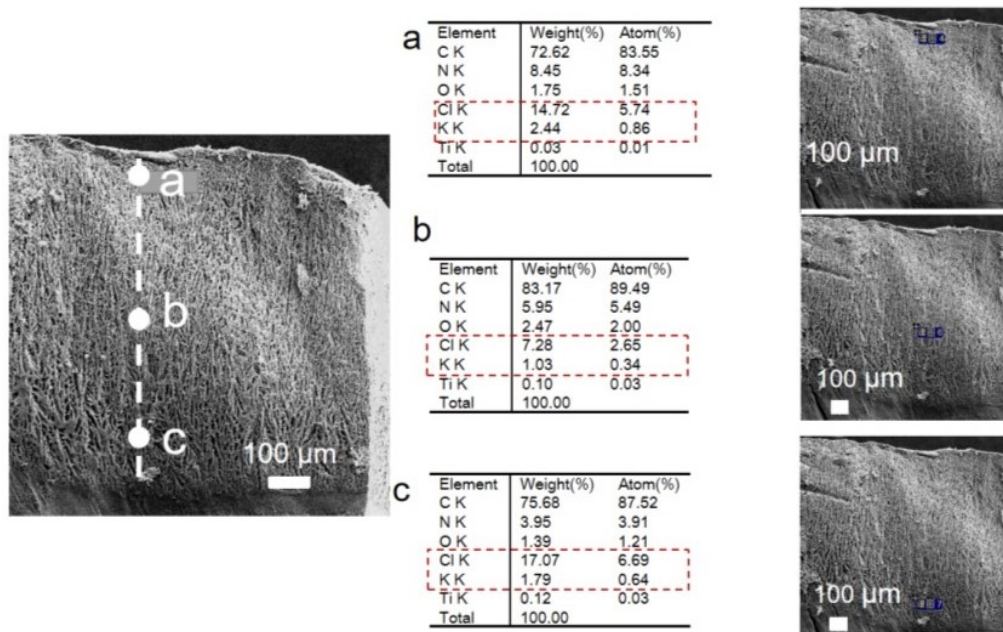 a
Element Weight(%) Atom(%)
C K 72.62 83.55
N K 8.45 8.34
O K 1.75 1.51
Cl K 14.72 5.74
K K 2.44 0.86
Ti K 0.03 0.01
Total 100.00
100 µm
a
b
c
100 µm
b
Element Weight(%) Atom(%)
C K 83.17 89.49
N K 5.95 5.49
O K 2.47 2.00
Cl K 7.28 2.65
K K 1.03 0.34
Ti K 0.10 0.03
Total 100.00
100 µm
c
Element Weight(%) Atom(%)
C K 75.68 87.52
N K 3.95 3.91
O K 1.39 1.21
Cl K 17.07 6.69
K K 1.79 0.64
Ti K 0.12 0.03
Total 100.00
100 µm